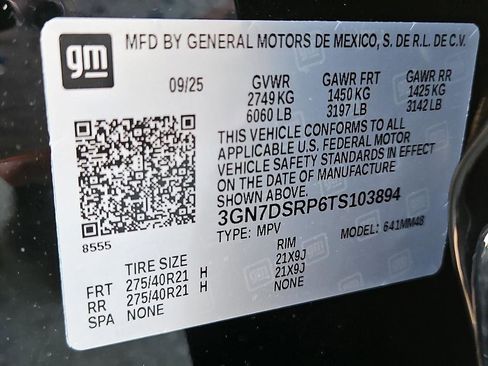 gm MFD BY GENERAL MOTORS DE MEXICO, S. DE R.L. DE C.V.
09/25 GVWR GAWR FRT GAWR RR
2749 KG 1450 KG 1425 KG
6060 LB 3197 LB 3142 LB
THIS VEHICLE CONFORMS TO ALL
APPLICABLE U.S. FEDERAL MOTOR
VEHICLE SAFETY STANDARDS IN EFFECT
ON THE DATE OF MANUFACTURE
SHOWN ABOVE.
3GN7DSRP6TS103894
8555 TYPE: MPV MODEL: 641MM48
TIRE SIZE RIM
FRT 275/40R21 H 21X9J
RR 275/40R21 H 21X9J
SPA NONE NONE